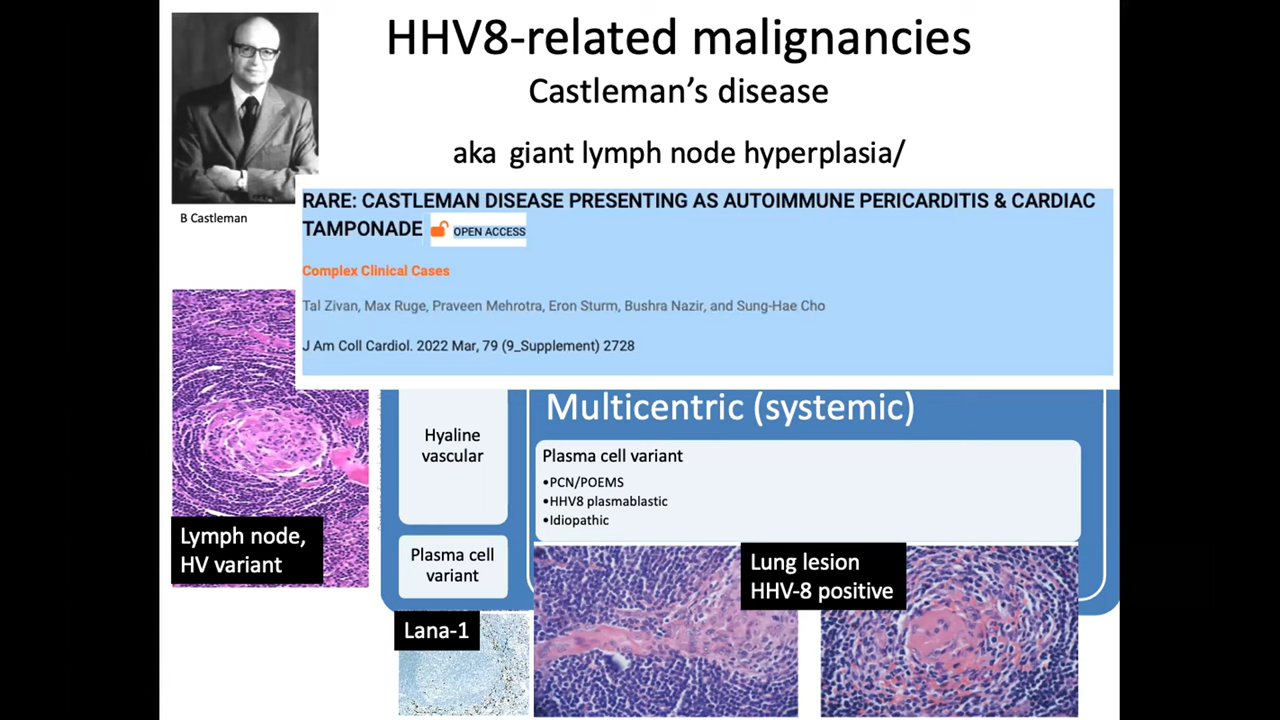 HHV8-related malignancies
Castleman's disease
aka giant lymph node hyperplasia/
B Castleman
RARE: CASTLEMAN DISEASE PRESENTING AS AUTOIMMUNE PERICARDITIS & CARDIAC
TAMPONADE OPEN ACCESS
Complex Clinical Cases
Tal Zivan, Max Ruge, Praveen Mehrotra, Eron Sturm, Bushra Nazir, and Sung-Hae Cho
J Am Coll Cardiol. 2022 Mar, 79 (9_Supplement) 2728
Lymph node,
HV variant
Hyaline
vascular
Plasma cell
variant
Multicentric (systemic)
Plasma cell variant
•PCN/POEMS
•HHV8 plasmablastic
•Idiopathic
Lana-1
Lung lesion
HHV-8 positive